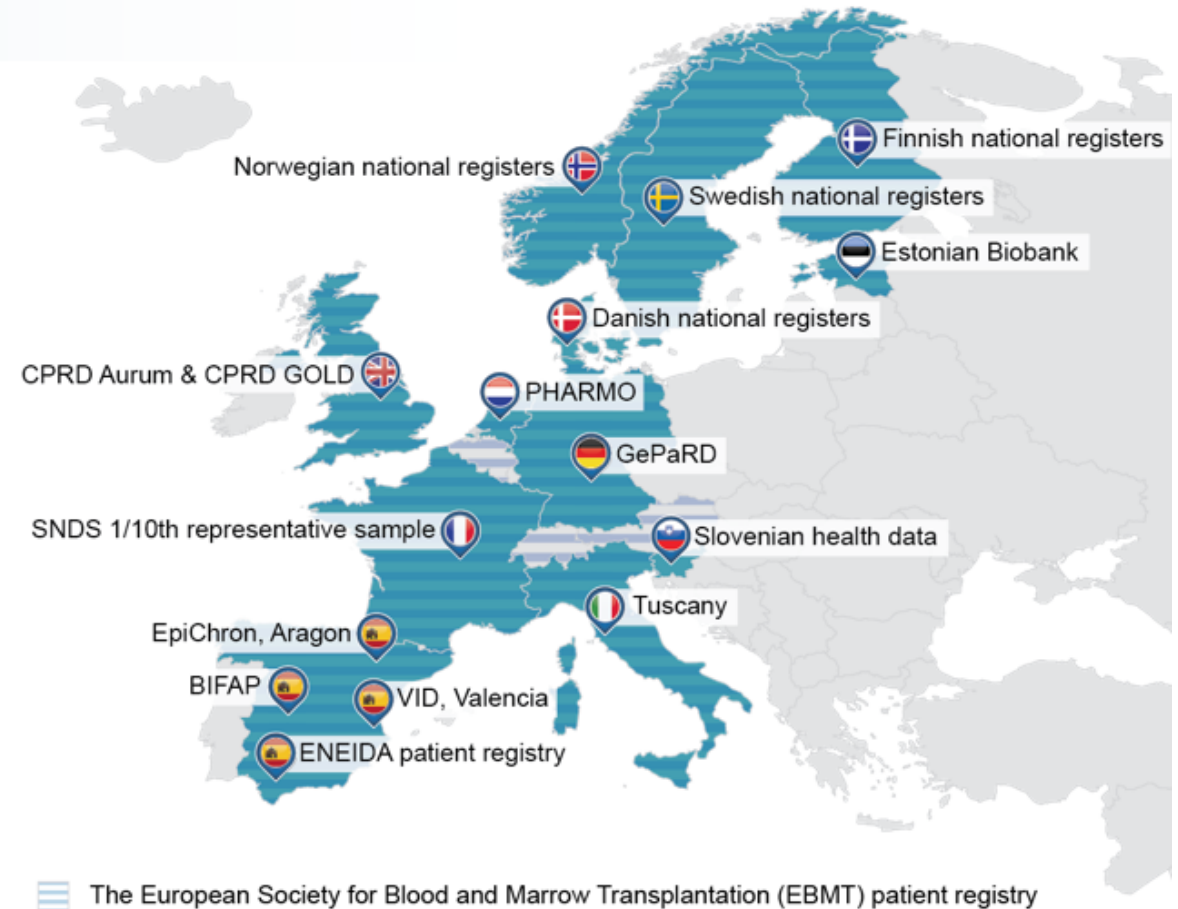 Finnish national registers
Norwegian national registers
Swedish national registers
Estonian Biobank
Danish national registers
CPRD Aurum & CPRD GOLD
PHARMO
GePaRD
SNDS 1/10th representative sample
Slovenian health data
Tuscany
EpiChron, Aragon
BIFAP
VID, Valencia
ENEIDA patient registry
The European Society for Blood and Marrow Transplantation (EBMT) patient registry